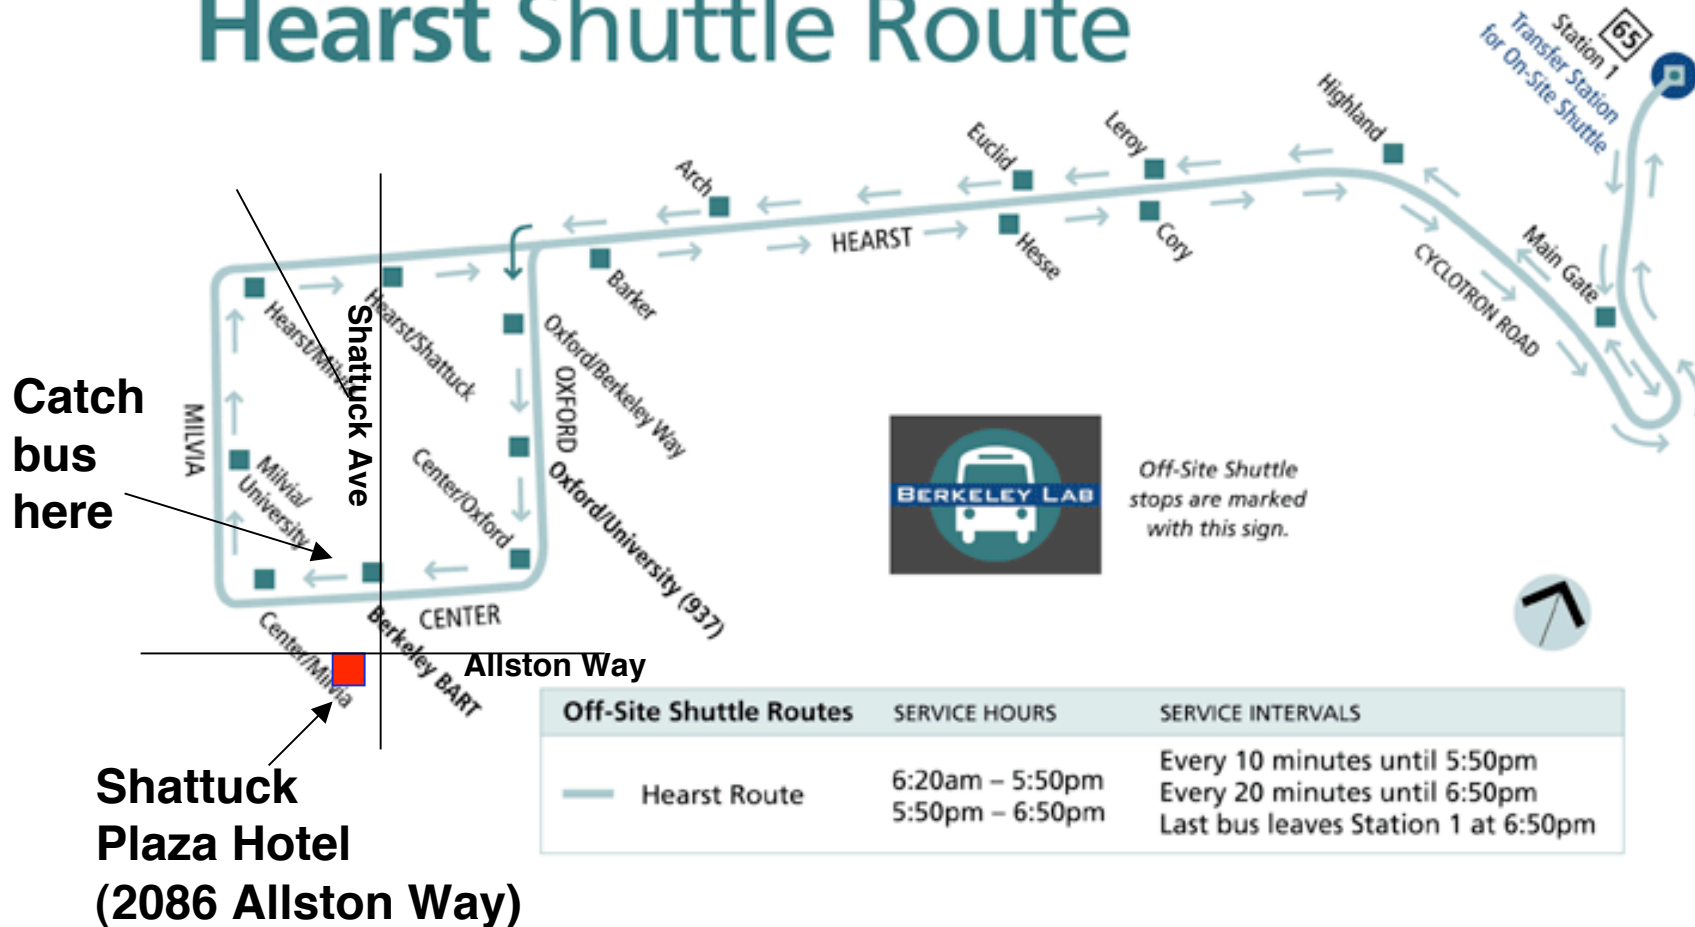 Hearst Shuttle Route
65
Station 1
Transfer Station
for On-Site Shuttle
Highland
Leroy
Euclid
Arch
HEARST
Hesse
Cory
Main Gate
CYCLOTRON ROAD
Barker
Hearst/Milvia
Hearst/Shattuck
Shattuck Ave
Oxford/Berkeley Way
OXFORD
MILVIA
Catch
bus
here
Milvia/
University
Center/Oxford
Oxford/University (937)
BERKELEY LAB
Off-Site Shuttle
stops are marked
with this sign.
CENTER
Center/Milvia
Berkeley BART
Allston Way
Shattuck
Plaza Hotel
(2086 Allston Way)
Off-Site Shuttle Routes SERVICE HOURS SERVICE INTERVALS
Hearst Route
6:20am – 5:50pm
5:50pm – 6:50pm
Every 10 minutes until 5:50pm
Every 20 minutes until 6:50pm
Last bus leaves Station 1 at 6:50pm